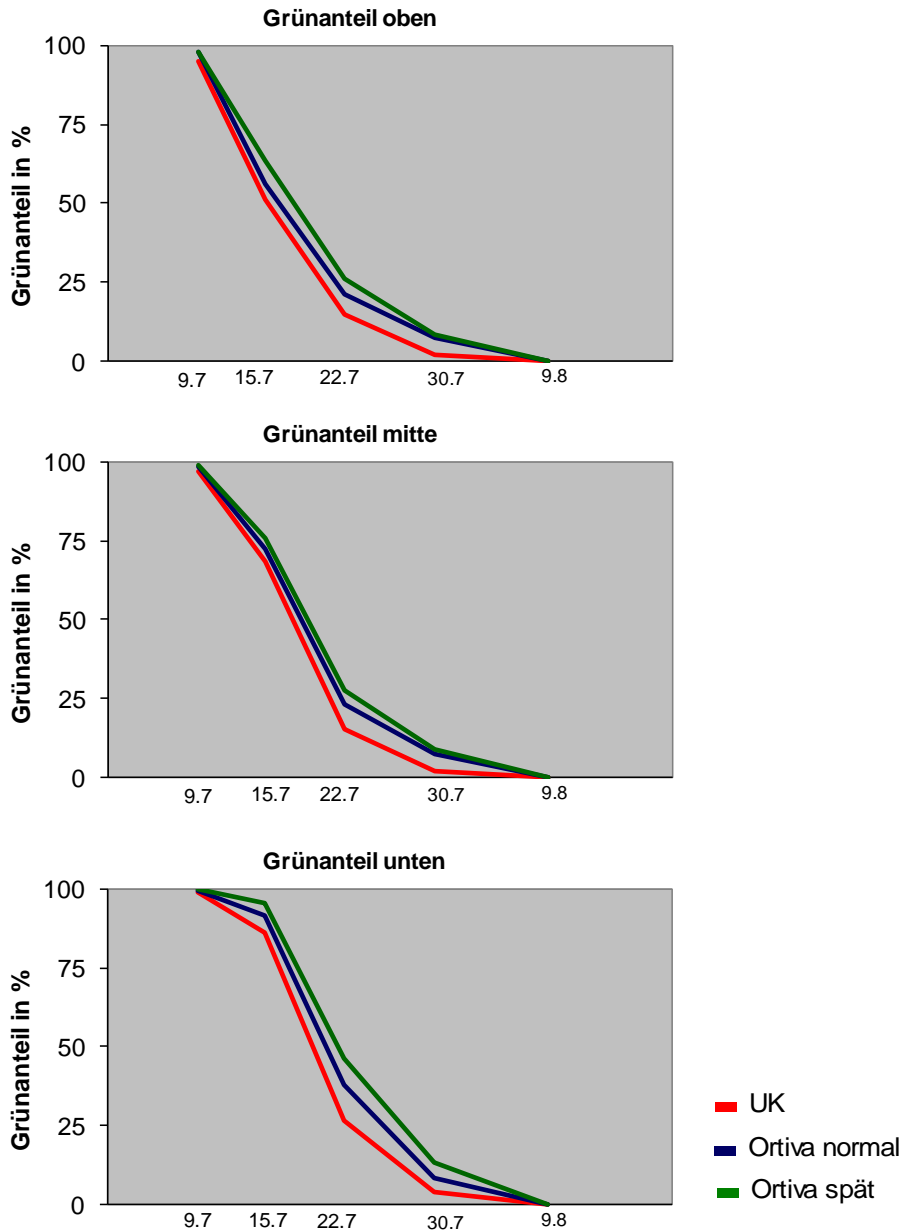 Grünanteil oben
Grünanteil in %
100
75
50
25
0
9.7 15.7 22.7 30.7 9.8
Grünanteil mitte
Grünanteil in %
100
75
50
25
0
9.7 15.7 22.7 30.7 9.8
Grünanteil unten
Grünanteil in %
100
75
50
25
0
9.7 15.7 22.7 30.7 9.8
UK
Ortiva normal
Ortiva spät